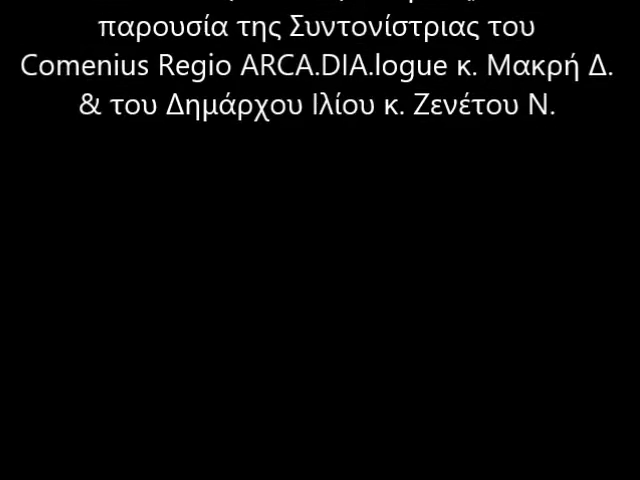 παρουσία της Συντονίστριας του
Comenius Regio ARCA.DIA.logue κ. Μακρή Δ.
& του Δημάρχου Ιλίου κ. Ζενέτου Ν.